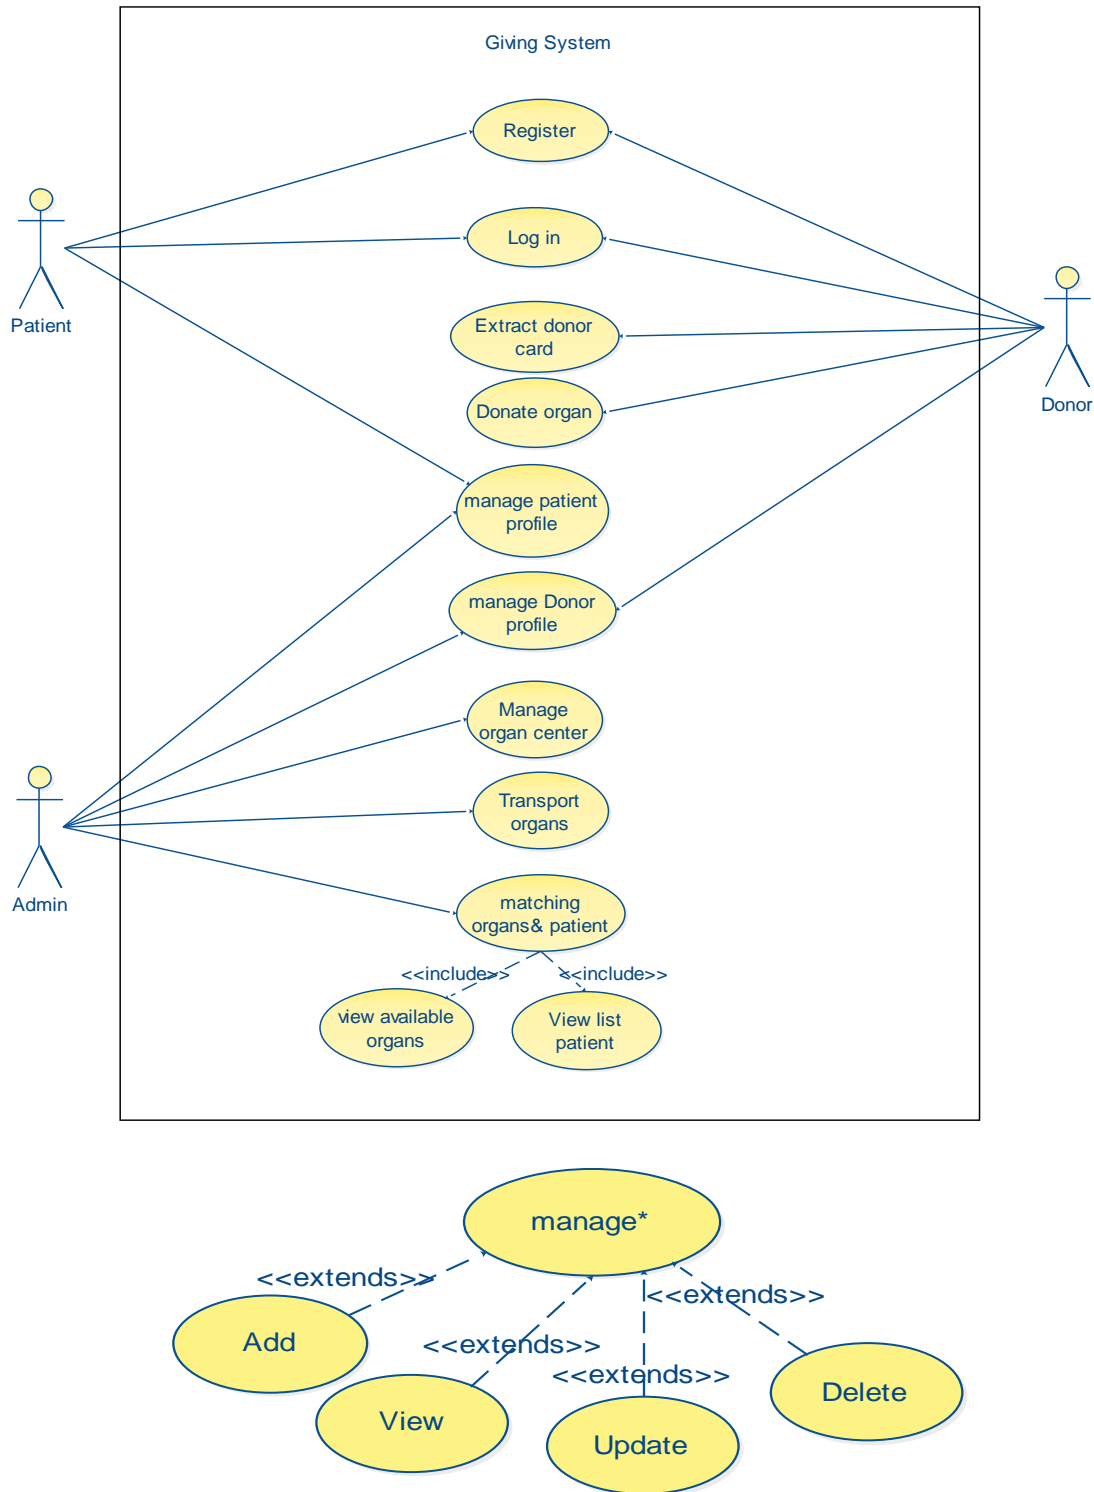 Giving System
Register
Log in
Patient
Extract donor
card
Donate organ
Donor
manage patient
profile
manage Donor
profile
Manage
organ center
Transport
organs
Admin
matching
organs& patient
<<include>>
<<include>>
view available
organs
View list
patient
manage*
<<extends>>
<<extends>>
Add
<<extends>>
<<extends>>
Delete
View
Update